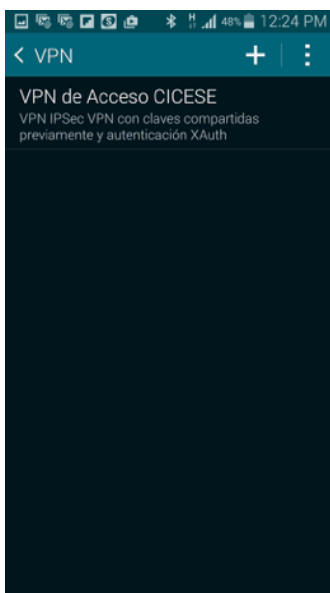 48% 12:24 PM
VPN
VPN de Acceso CICESE
VPN IPSec VPN con claves compartidas
previamente y autenticación XAuth